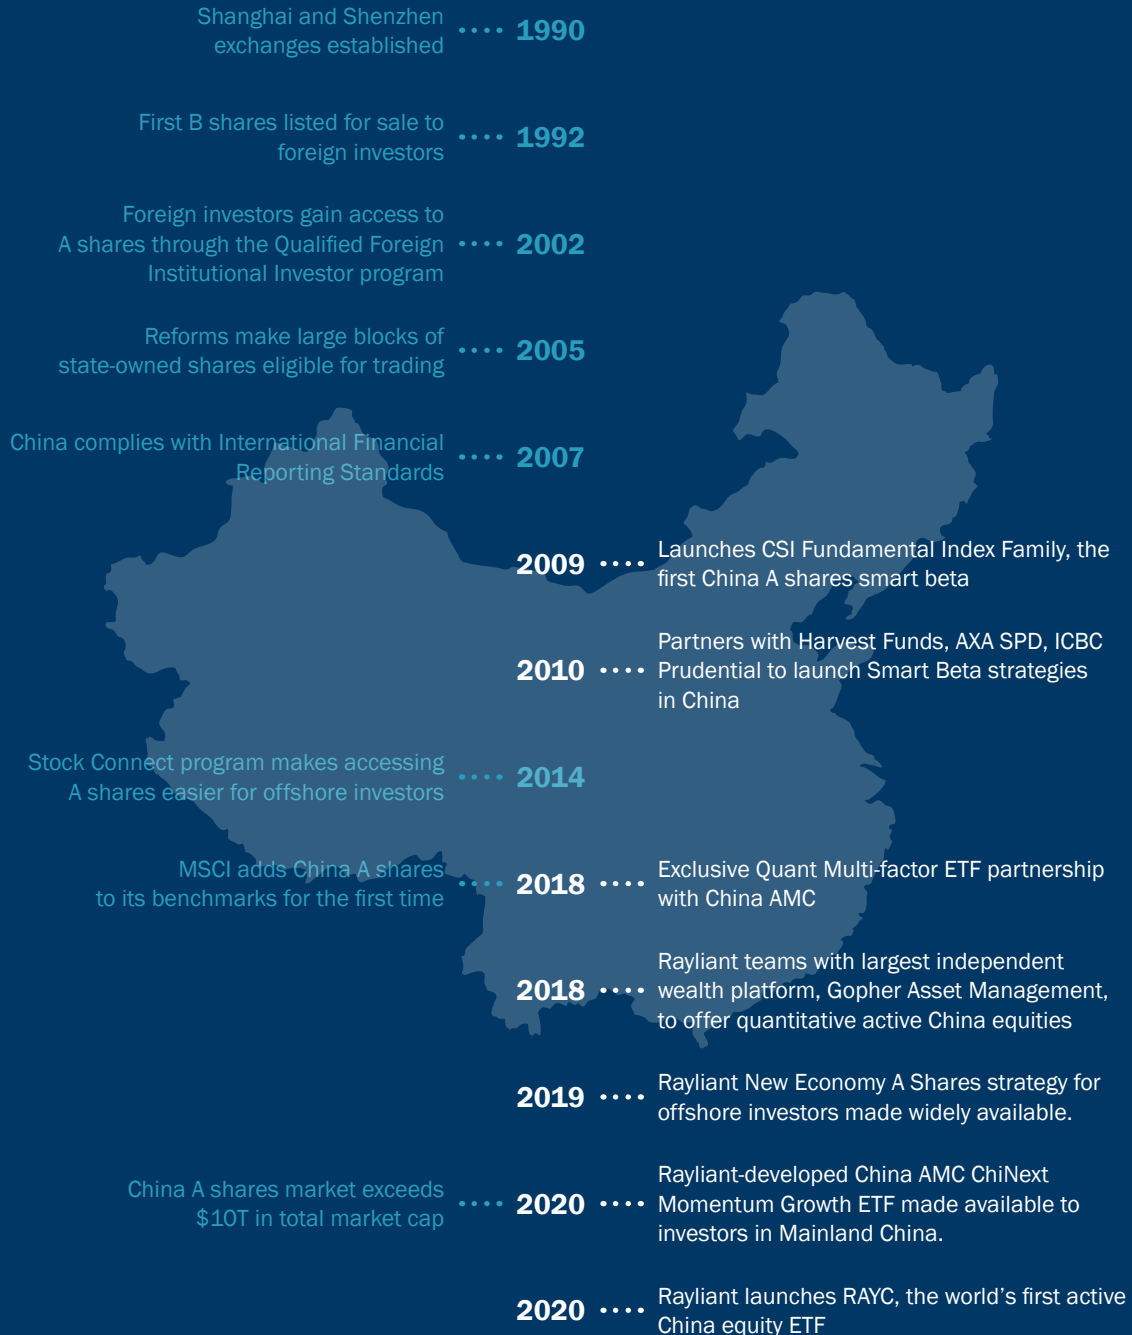 Shanghai and Shenzhen
exchanges established
1990
First B shares listed for sale to
foreign investors
1992
Foreign investors gain access to
A shares through the Qualified Foreign
Institutional Investor program
2002
Reforms make large blocks of
state-owned shares eligible for trading
2005
China complies with International Financial
Reporting Standards
2007
2009
Launches CSI Fundamental Index Family, the
first China A shares smart beta
2010
Partners with Harvest Funds, AXA SPD, ICBC
Prudential to launch Smart Beta strategies
in China
Stock Connect program makes accessing
A shares easier for offshore investors
2014
MSCI adds China A shares
to its benchmarks for the first time
2018
Exclusive Quant Multi-factor ETF partnership
with China AMC
2018
Rayliant teams with largest independent
wealth platform, Gopher Asset Management,
to offer quantitative active China equities
2019
Rayliant New Economy A Shares strategy for
offshore investors made widely available.
China A shares market exceeds
$10T in total market cap
2020
Rayliant-developed China AMC ChiNext
Momentum Growth ETF made available to
investors in Mainland China.
2020
Rayliant launches RAYC, the world's first active
China equity ETF